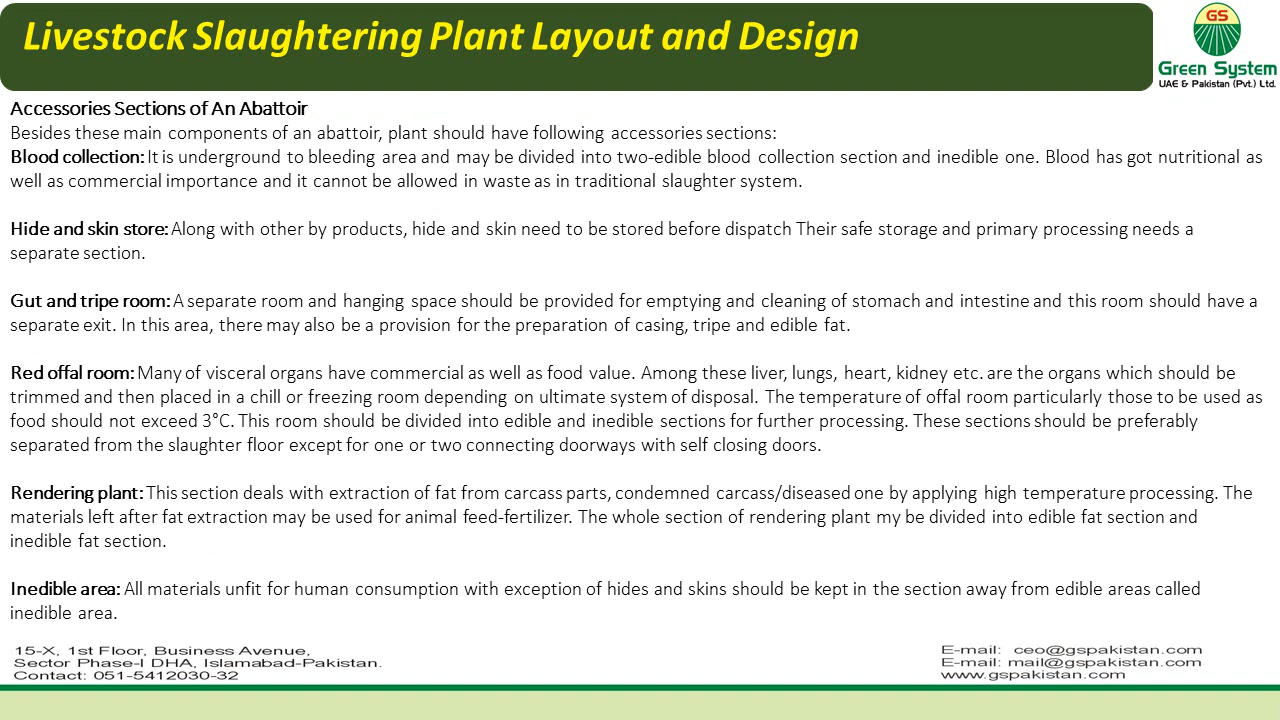 Livestock Slaughtering Plant Layout and Design
GS
Green System
UAE & Pakistan (Pvt.) Ltd.
Accessories Sections of An Abattoir
Besides these main components of an abattoir, plant should have following accessories sections:
Blood collection: It is underground to bleeding area and may be divided into two-edible blood collection section and inedible one. Blood has got nutritional as
well as commercial importance and it cannot be allowed in waste as in traditional slaughter system.
Hide and skin store: Along with other by products, hide and skin need to be stored before dispatch Their safe storage and primary processing needs a
separate section.
Gut and tripe room: A separate room and hanging space should be provided for emptying and cleaning of stomach and intestine and this room should have a
separate exit. In this area, there may also be a provision for the preparation of casing, tripe and edible fat.
Red offal room: Many of visceral organs have commercial as well as food value. Among these liver, lungs, heart, kidney etc. are the organs which should be
trimmed and then placed in a chill or freezing room depending on ultimate system of disposal. The temperature of offal room particularly those to be used as
food should not exceed 3°C. This room should be divided into edible and inedible sections for further processing. These sections should be preferably
separated from the slaughter floor except for one or two connecting doorways with self closing doors.
Rendering plant: This section deals with extraction of fat from carcass parts, condemned carcass/diseased one by applying high temperature processing. The
materials left after fat extraction may be used for animal feed-fertilizer. The whole section of rendering plant my be divided into edible fat section and
inedible fat section.
Inedible area: All materials unfit for human consumption with exception of hides and skins should be kept in the section away from edible areas called
inedible area.
15-X, 1st Floor, Business Avenue,
Sector Phase-I DHA, Islamabad-Pakistan.
Contact: 051-5412030-32
E-mail: ceo@gspakistan.com
E-mail: mail@gspakistan.com
www.gspakistan.com